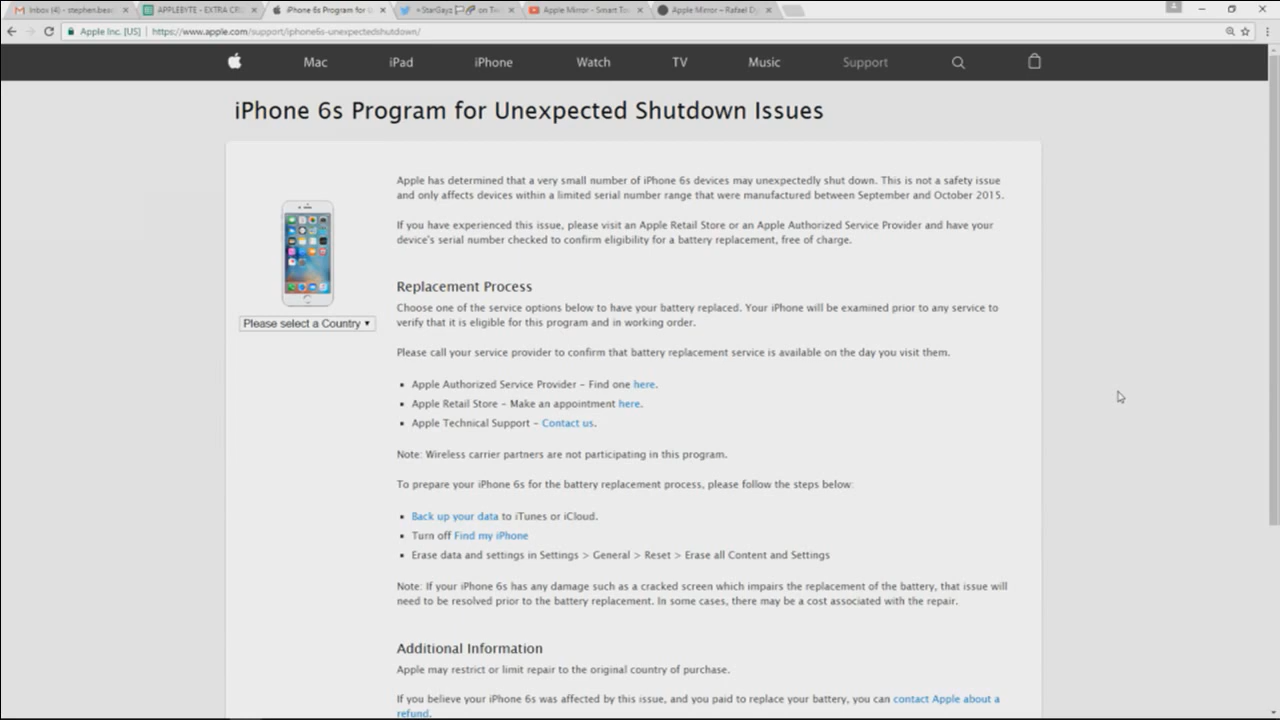 Inbox (4) - stephen.bea
APPLEBYTE - EXTRA CR
iPhone 6s Program for U
on Tw
Apple Mirror - Smart To
Apple Mirror – Rafael D
Apple Inc. [US]
https://www.apple.com/support/iphone6s-unexpectedshutdown/
Mac
iPad
iPhone
Watch
TV
Music
Support
iPhone 6s Program for Unexpected Shutdown Issues
Apple has determined that a very small number of iPhone 6s devices may unexpectedly shut down. This is not a safety issue
and only affects devices within a limited serial number range that were manufactured between September and October 2015.
If you have experienced this issue, please visit an Apple Retail Store or an Apple Authorized Service Provider and have your
device's serial number checked to confirm eligibility for a battery replacement, free of charge.
Please select a Country
Replacement Process
Choose one of the service options below to have your battery replaced. Your iPhone will be examined prior to any service to
verify that it is eligible for this program and in working order.
Please call your service provider to confirm that battery replacement service is available on the day you visit them.
Apple Authorized Service Provider – Find one here.
Apple Retail Store – Make an appointment here.
Apple Technical Support – Contact us.
Note: Wireless carrier partners are not participating in this program.
To prepare your iPhone 6s for the battery replacement process, please follow the steps below:
Back up your data to iTunes or iCloud.
Turn off Find my iPhone
Erase data and settings in Settings > General > Reset > Erase all Content and Settings
Note: If your iPhone 6s has any damage such as a cracked screen which impairs the replacement of the battery, that issue will
need to be resolved prior to the battery replacement. In some cases, there may be a cost associated with the repair.
Additional Information
Apple may restrict or limit repair to the original country of purchase.
If you believe your iPhone 6s was affected by this issue, and you paid to replace your battery, you can contact Apple about a
refund.